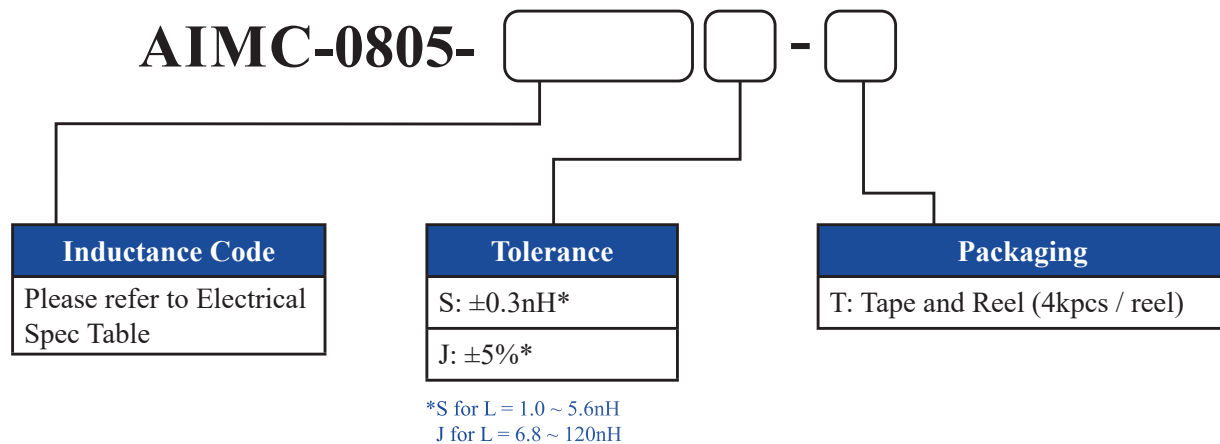 AIMC-0805- -
Inductance Code
Please refer to Electrical
Spec Table
Tolerance
S: ±0.3nH*
J: ±5%*
*S for L = 1.0 ~ 5.6nH
J for L = 6.8 ~ 120nH
Packaging
T: Tape and Reel (4kpcs / reel)